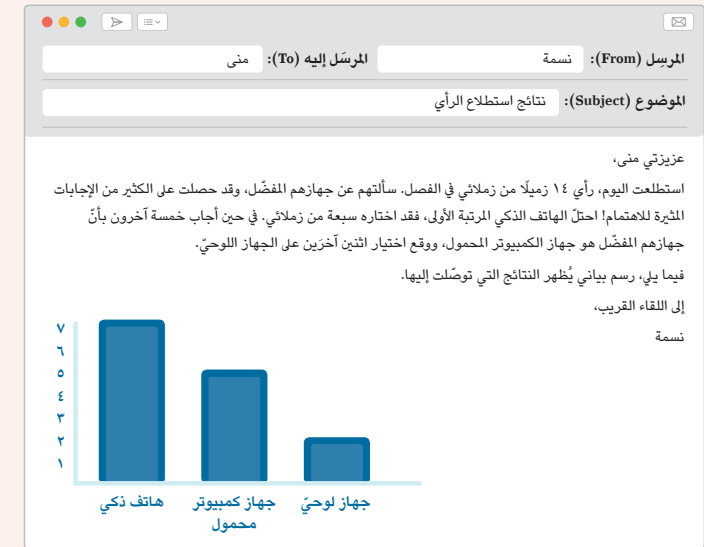 المرسِل (From): نسمة
المرسَل إليه (To): منى
الموضوع (Subject): نتائج استطلاع الرأي
عزيزتي منى،
استطلعت اليوم، رأي ١٤ زميلًا من زملائي في الفصل. سألتهم عن جهازهم المفضّل، وقد حصلت على الكثير من الإجابات
المثيرة للاهتمام! احتلّ الهاتف الذكي المرتبة الأولى، فقد اختاره سبعة من زملائي. في حين أجاب خمسة آخرون بأنّ
جهازهم المفضّل هو جهاز الكمبيوتر المحمول، ووقع اختيار اثنين آخرَين على الجهاز اللوحيّ.
فيما يلي، رسم بياني يُظهر النتائج التي توصّلت إليها.
إلى اللقاء القريب،
نسمة
٧
٦
٥
٤
٣
٢
١
هاتف ذكي
جهاز كمبيوتر
محمول
جهاز لوحيّ